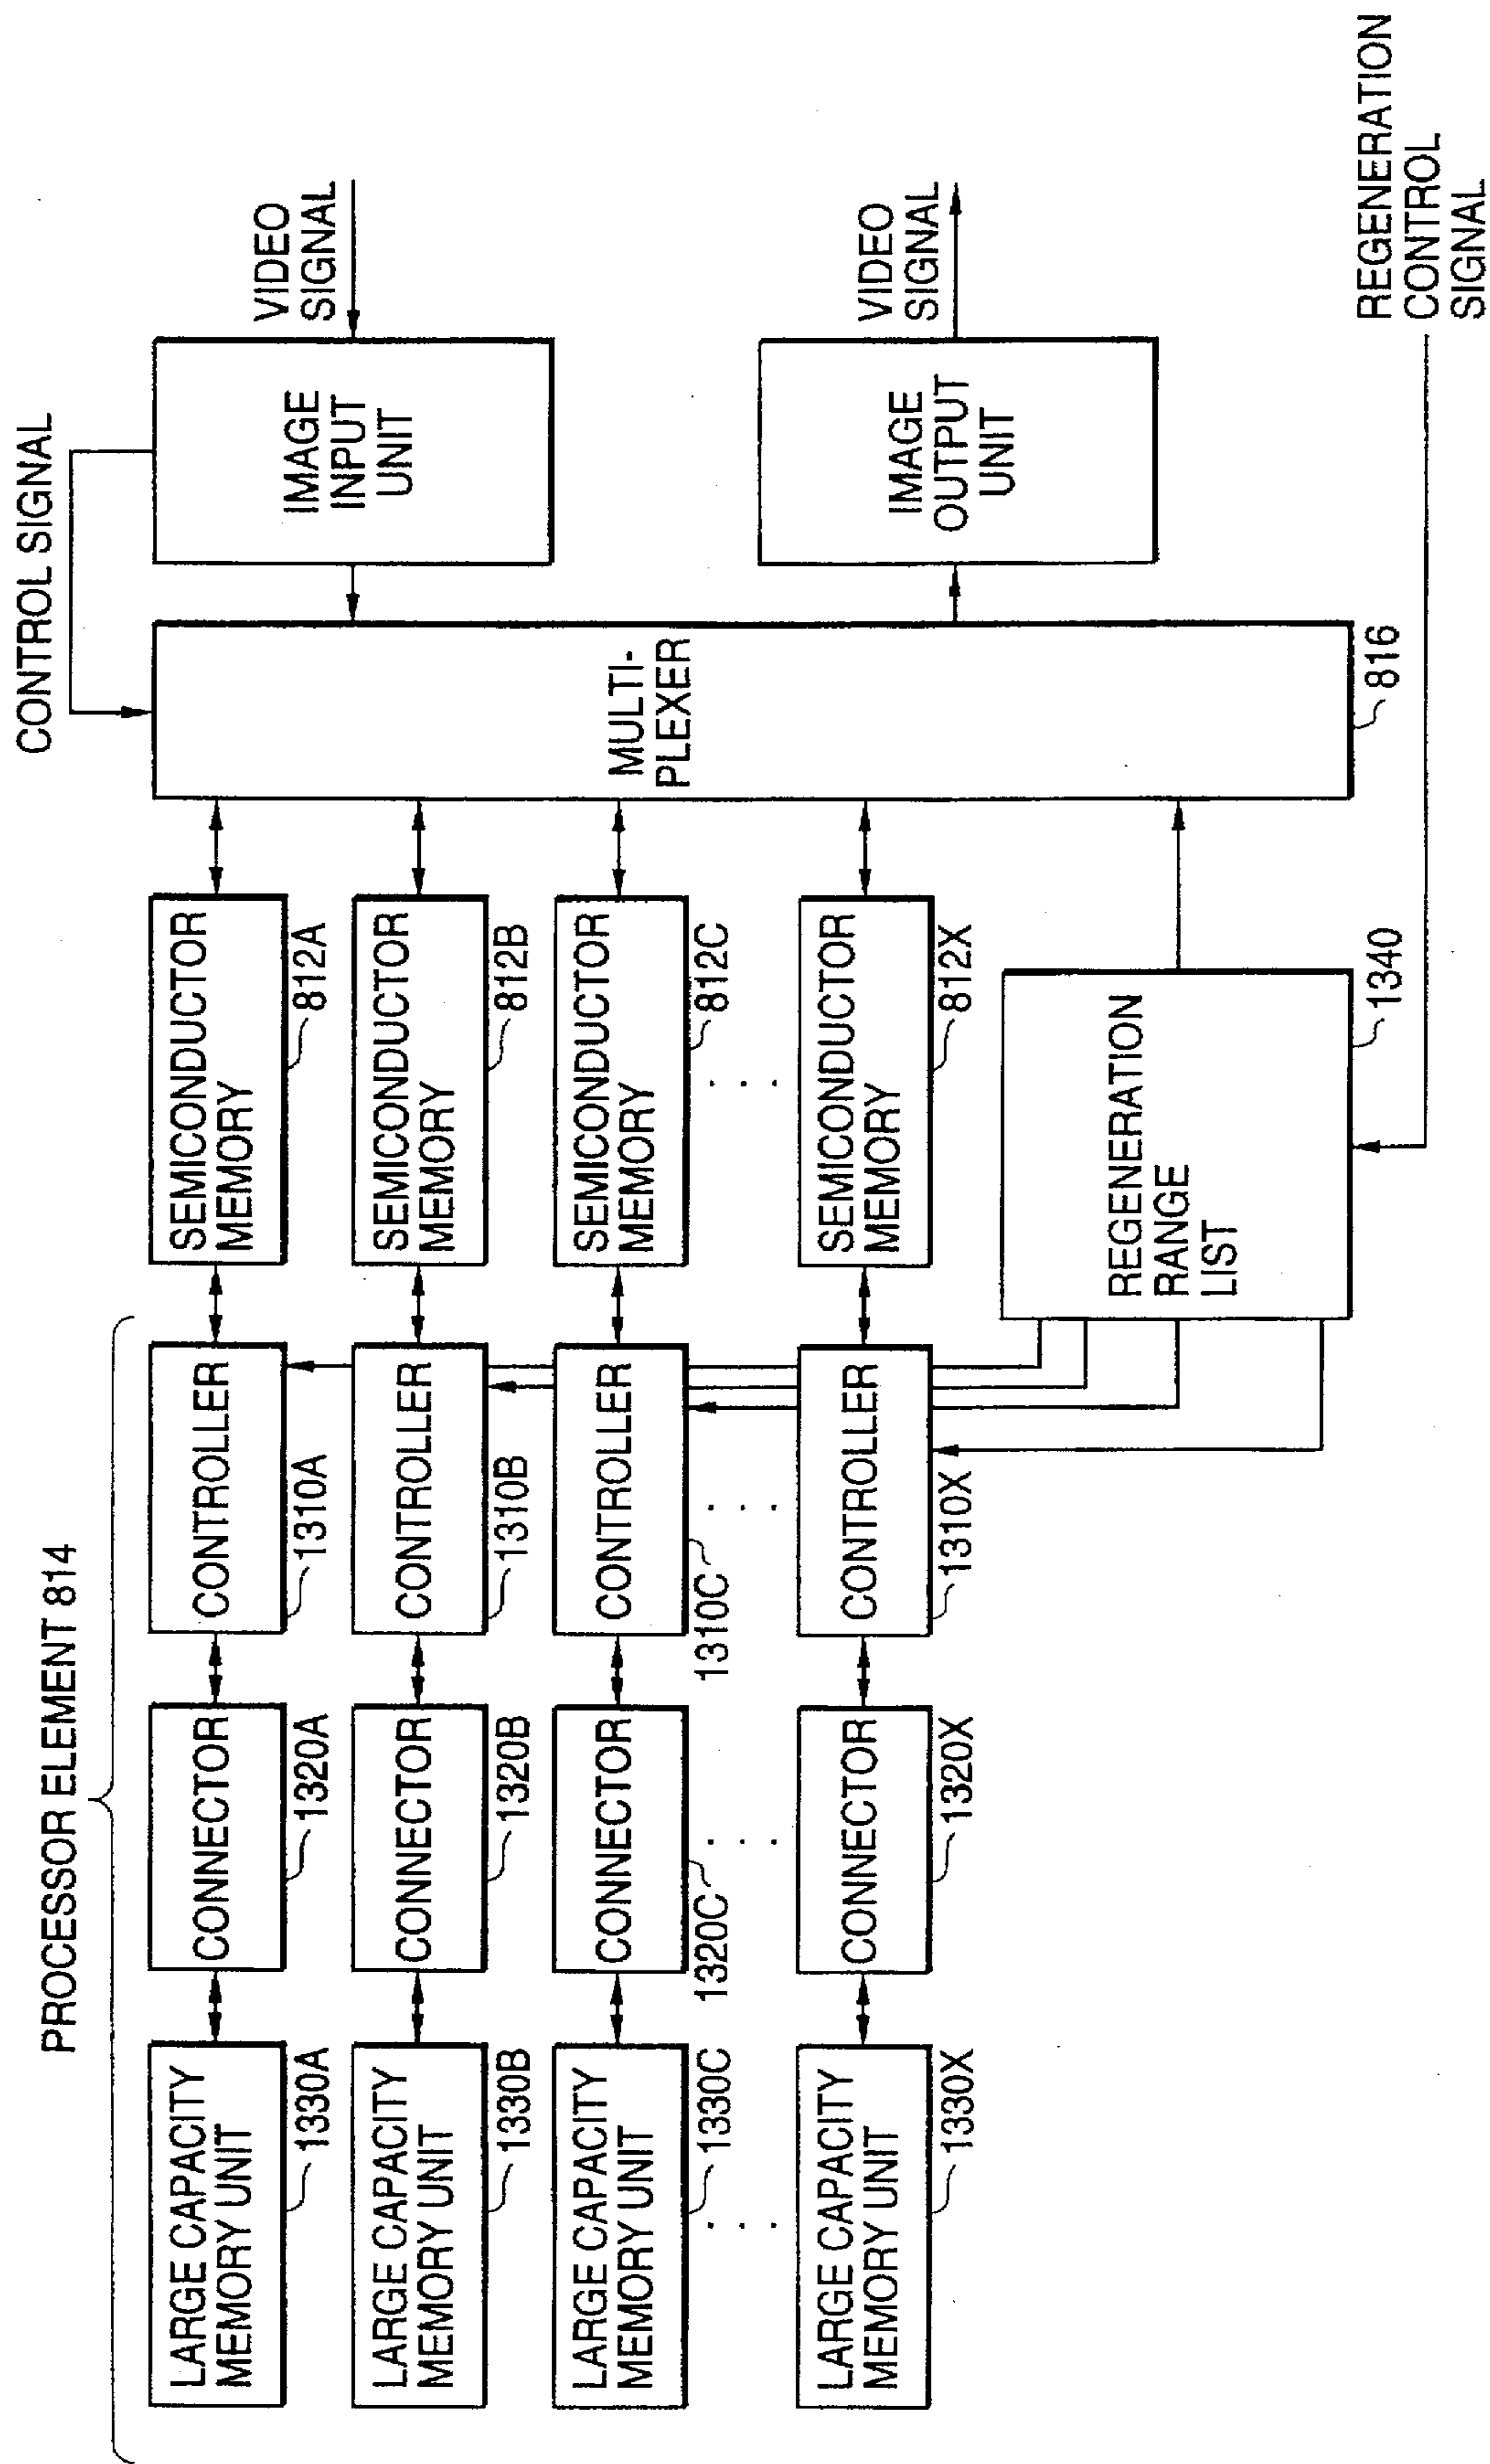 PROCESSOR ELEMENT 814
CONTROL SIGNAL
LARGE CAPACITY
MEMORY UNIT
1330A
CONNECTOR
1320A
CONTROLLER
1310A
SEMICONDUCTOR
MEMORY
812A
LARGE CAPACITY
MEMORY UNIT
1330B
CONNECTOR
1320B
CONTROLLER
1310B
SEMICONDUCTOR
MEMORY
812B
LARGE CAPACITY
MEMORY UNIT
1330C
CONNECTOR
1320C
CONTROLLER
1310C
SEMICONDUCTOR
MEMORY
812C
. . .
. . .
. . .
. . .
LARGE CAPACITY
MEMORY UNIT
1330X
CONNECTOR
1320X
CONTROLLER
1310X
SEMICONDUCTOR
MEMORY
812X
MULTI-
PLEXER
816
IMAGE
INPUT
UNIT
VIDEO
SIGNAL
IMAGE
OUTPUT
UNIT
VIDEO
SIGNAL
REGENERATION
RANGE
LIST
1340
REGENERATION
CONTROL
SIGNAL